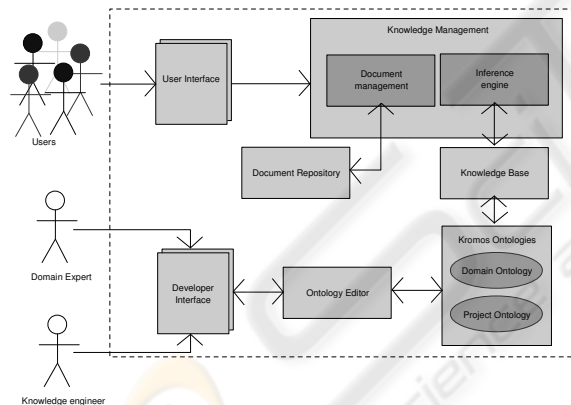 Knowledge Management
User Interface
Document
management
Inference
engine
Users
Document Repository
Knowledge Base
Kromos Ontologies
Domain Ontology
Domain Expert
Developer
Interface
Ontology Editor
Project Ontology
Knowledge engineer